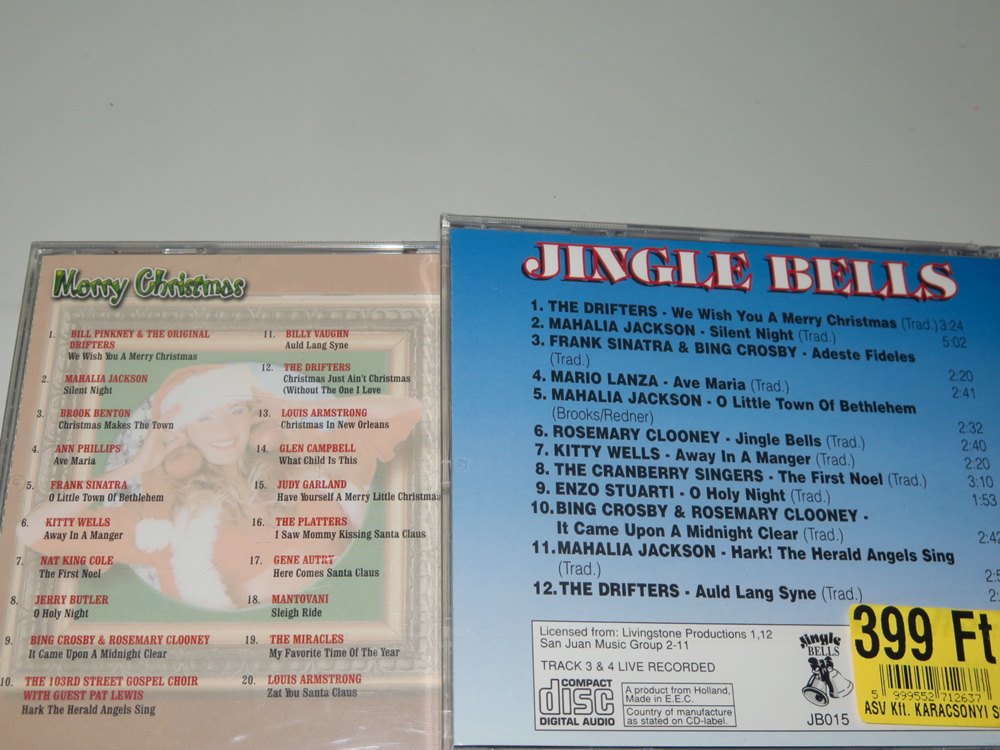 Merry Christmas
1. BILL PINKNEY & THE ORIGINAL
DRIFTERS
We Wish You A Merry Christmas
2. MAHALIA JACKSON
Silent Night
3. BROOK BENTON
Christmas Makes The Town
4. ANN PHILLIPS
Ave Maria
5. FRANK SINATRA
O Little Town Of Bethlehem
6. KITTY WELLS
Away In A Manger
7. NAT KING COLE
The First Noel
8. JERRY BUTLER
O Holy Night
9. BING CROSBY & ROSEMARY CLOONEY
It Came Upon A Midnight Clear
10. THE 103RD STREET GOSPEL CHOIR
WITH GUEST PAT LEWIS
Hark The Herald Angels Sing
11. BILLY VAUGHN
Auld Lang Syne
12. THE DRIFTERS
Christmas Just Ain't Christmas
(Without The One I Love
13. LOUIS ARMSTRONG
Christmas In New Orleans
14. GLEN CAMPBELL
What Child Is This
15. JUDY GARLAND
Have Yourself A Merry Little Christma
16. THE PLATTERS
I Saw Mommy Kissing Santa Claus
17. GENE AUTRY
Here Comes Santa Claus
18. MANTOVANI
Sleigh Ride
19. THE MIRACLES
My Favorite Time Of The Year
20. LOUIS ARMSTRONG
Zat You Santa Claus
JINGLE BELLS
1. THE DRIFTERS - We Wish You A Merry Christmas (Trad.) 3:24
2. MAHALIA JACKSON - Silent Night (Trad.) 5:02
3. FRANK SINATRA & BING CROSBY - Adeste Fideles
(Trad.) 2:20
4. MARIO LANZA - Ave Maria (Trad.) 2:41
5. MAHALIA JACKSON - O Little Town Of Bethlehem
(Brooks/Redner) 2:32
6. ROSEMARY CLOONEY - Jingle Bells (Trad.) 2:40
7. KITTY WELLS - Away In A Manger (Trad.) 2:20
8. THE CRANBERRY SINGERS - The First Noel (Trad.) 3:10
9. ENZO STUARTI - O Holy Night (Trad.) 1:53
10. BING CROSBY & ROSEMARY CLOONEY -
It Came Upon A Midnight Clear (Trad.) 2:42
11. MAHALIA JACKSON - Hark! The Herald Angels Sing
(Trad.)
12. THE DRIFTERS - Auld Lang Syne (Trad.)
Licensed from: Livingstone Productions 1,12
San Juan Music Group 2-11
TRACK 3 & 4 LIVE RECORDED
COMPACT
disc
DIGITAL AUDIO
A product from Holland,
Made in E.E.C.
Country of manufacture
as stated on CD-label.
Jingle
BELLS
JB015
399 Ft
5 999552 712637
ASV Kft. KARACSONYI